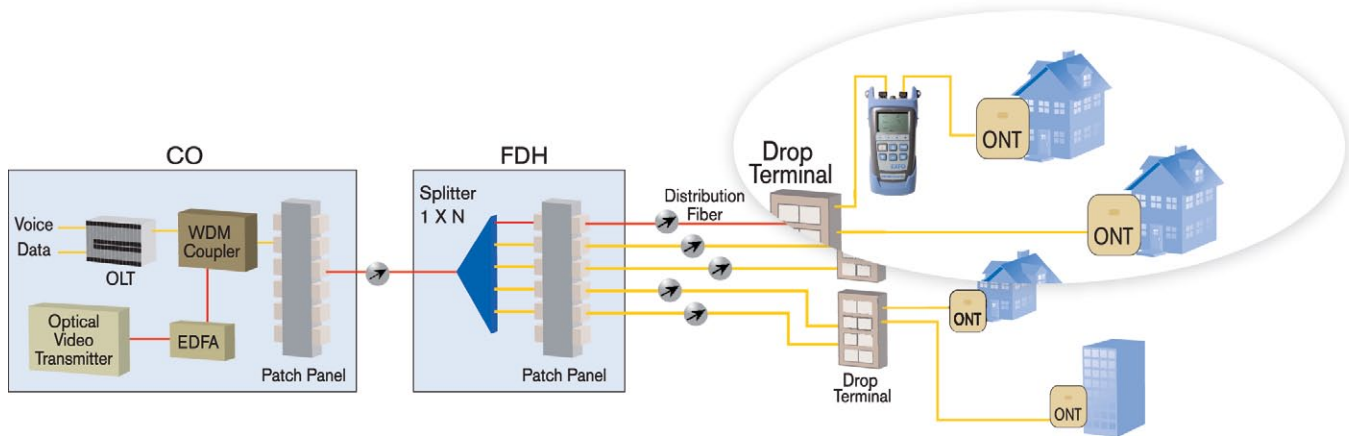 CO
Voice
Data
OLT
WDM
Coupler
Optical
Video
Transmitter
EDFA
Patch Panel
FDH
Splitter
1 X N
Patch Panel
Distribution
Fiber
Drop
Terminal
ONT
ONT
ONT
Drop
Terminal
ONT